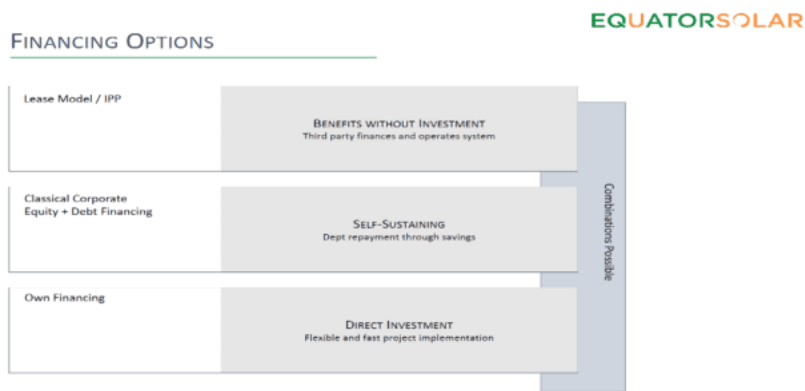 EQUATORSOLAR
FINANCING OPTIONS
Lease Model / IPP
BENEFITS WITHOUT INVESTMENT
Third party finances and operates system
Classical Corporate
Equity + Debt Financing
SELF-SUSTAINING
Dept repayment through savings
Own Financing
DIRECT INVESTMENT
Flexible and fast project implementation
Combinations Possible